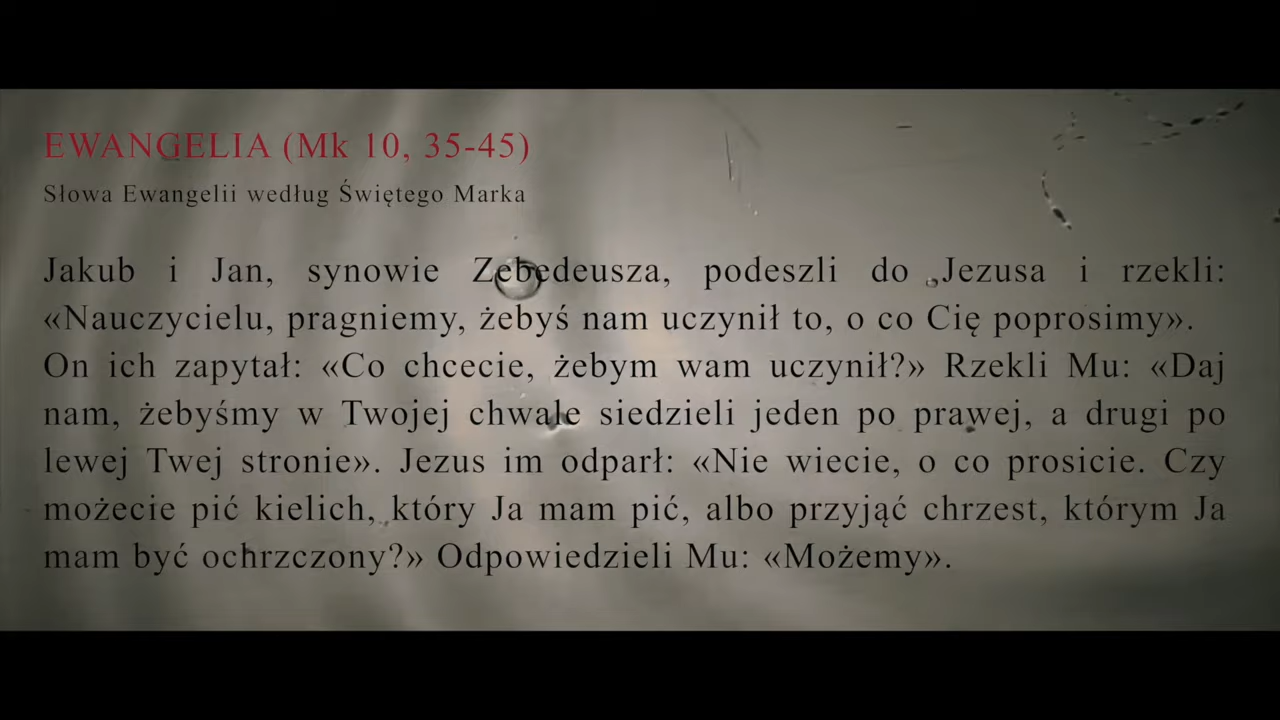 EWANGELIA (Mk 10, 35-45)
Słowa Ewangelii według Świętego Marka
Jakub i Jan, synowie Zebedeusza, podeszli do Jezusa i rzekli:
«Nauczycielu, pragniemy, żebyś nam uczynił to, o co Cię poprosimy».
On ich zapytał: «Co chcecie, żebym wam uczynił?» Rzekli Mu: «Daj
nam, żebyśmy w Twojej chwale siedzieli jeden po prawej, a drugi po
lewej Twej stronie». Jezus im odparł: «Nie wiecie, o co prosicie. Czy
możecie pić kielich, który Ja mam pić, albo przyjąć chrzest, którym Ja
mam być ochrzczony?» Odpowiedzieli Mu: «Możemy».